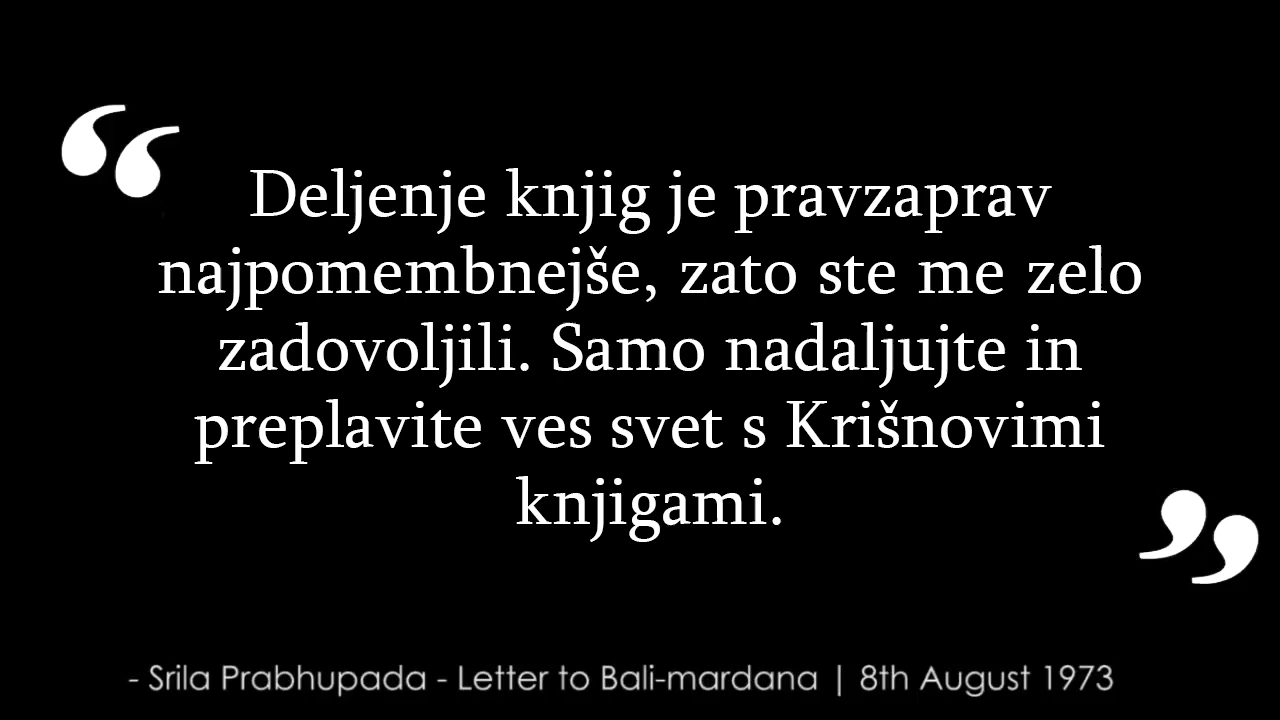 Deljenje knjig je pravzaprav
najpomembnejše, zato ste me zelo
zadovoljili. Samo nadaljujte in
preplavite ves svet s Krišnovimi
knjigami.
- Srila Prabhupada - Letter to Bali-mardana | 8th August 1973